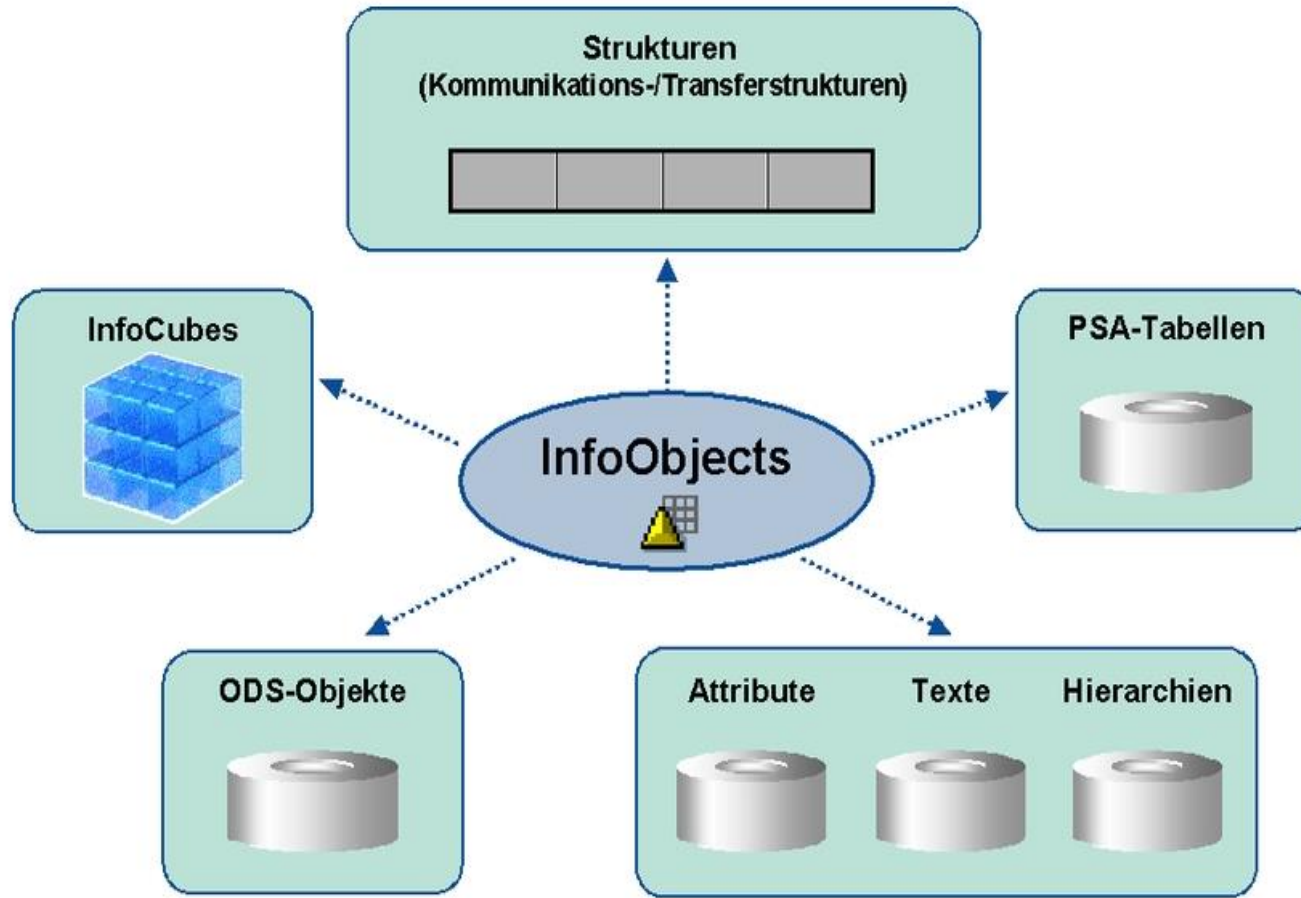 Strukturen
(Kommunikations-/Transferstrukturen)
InfoCubes
PSA-Tabellen
InfoObjects
ODS-Objekte
Attribute
Texte
Hierarchien